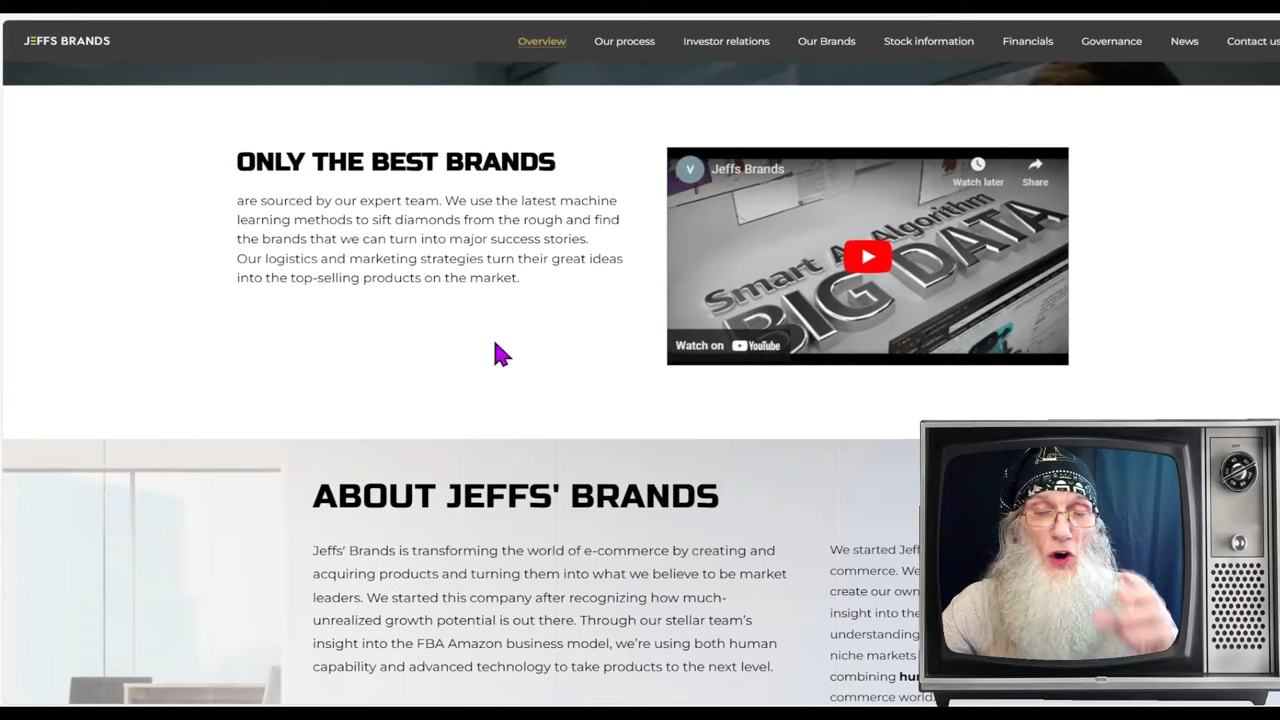 JEFFS BRANDS
Overview
Our process
Investor relations
Our Brands
Stock information
Financials
Governance
News
Contact us
ONLY THE BEST BRANDS
are sourced by our expert team. We use the latest machine
learning methods to sift diamonds from the rough and find
the brands that we can turn into major success stories.
Our logistics and marketing strategies turn their great ideas
into the top-selling products on the market.
V
Jeffs Brands
Watch later
Share
Smart
Algorithm
BIG DATA
Watch on YouTube
ABOUT JEFFS' BRANDS
Jeffs' Brands is transforming the world of e-commerce by creating and
acquiring products and turning them into what we believe to be market
leaders. We started this company after recognizing how much-
unrealized growth potential is out there. Through our stellar team's
insight into the FBA Amazon business model, we're using both human
capability and advanced technology to take products to the next level.
We started Jeff
commerce. We
create our own
insight into the
understanding
niche markets
combining hu
commerce world